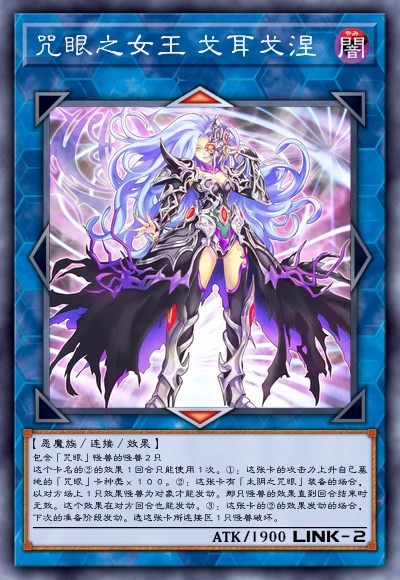 咒眼之女王 戈耳戈涅
やみ
闇
【恶魔族／连接／效果】
包含「咒眼」怪兽的怪兽2只
这个卡名的②的效果1回合只能使用1次。①：这张卡的攻击力上升自己墓
地的「咒眼」卡种类×100。②：这张卡有「太阴之咒眼」装备的场合，
以对方场上1只效果怪兽为对象才能发动。那只怪兽的效果直到回合结束时
无效。这个效果在对方回合也能发动。③：这张卡的②的效果发动的场合，
下次的准备阶段发动。选这张卡所连接区1只怪兽破坏。
ATK/1900 LINK-2